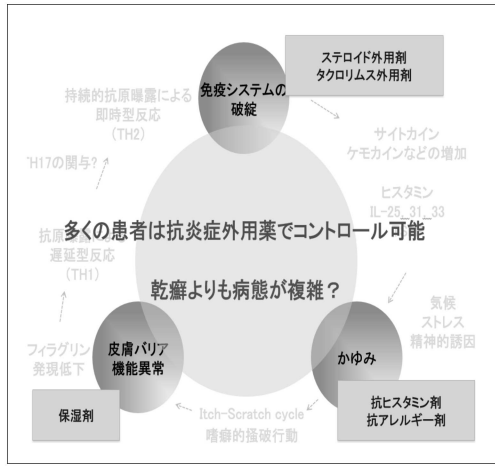 ステロイド外用剤
タクロリムス外用剤
免疫システムの
破綻
持続的抗原曝露による
即時型反応
(TH2)
サイトカイン
ケモカインなどの増加
TH17の関与?
ヒスタミン
IL-25, 31, 33
多くの患者は抗炎症外用薬でコントロール可能
遅延型反応
(TH1)
乾癬よりも病態が複雑？
気候
ストレス
精神的誘因
フィラグリン
発現低下
皮膚バリア
機能異常
かゆみ
保湿剤
Itch-Scratch cycle
嗜癖的掻破行動
抗ヒスタミン剤
抗アレルギー剤